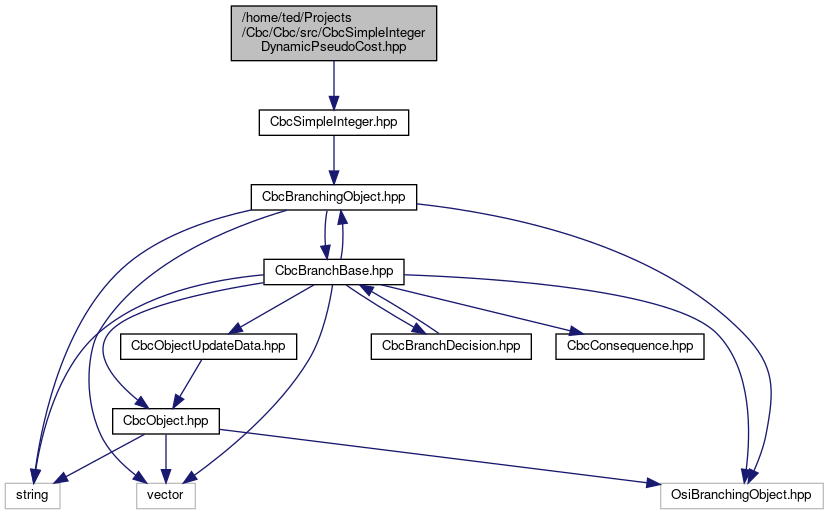 /home/ted/Projects
/Cbc/Cbc/src/CbcSimpleInteger
DynamicPseudoCost.hpp
CbcSimpleInteger.hpp
CbcBranchingObject.hpp
CbcBranchBase.hpp
CbcObjectUpdateData.hpp
CbcBranchDecision.hpp
CbcConsequence.hpp
CbcObject.hpp
string
vector
OsiBranchingObject.hpp